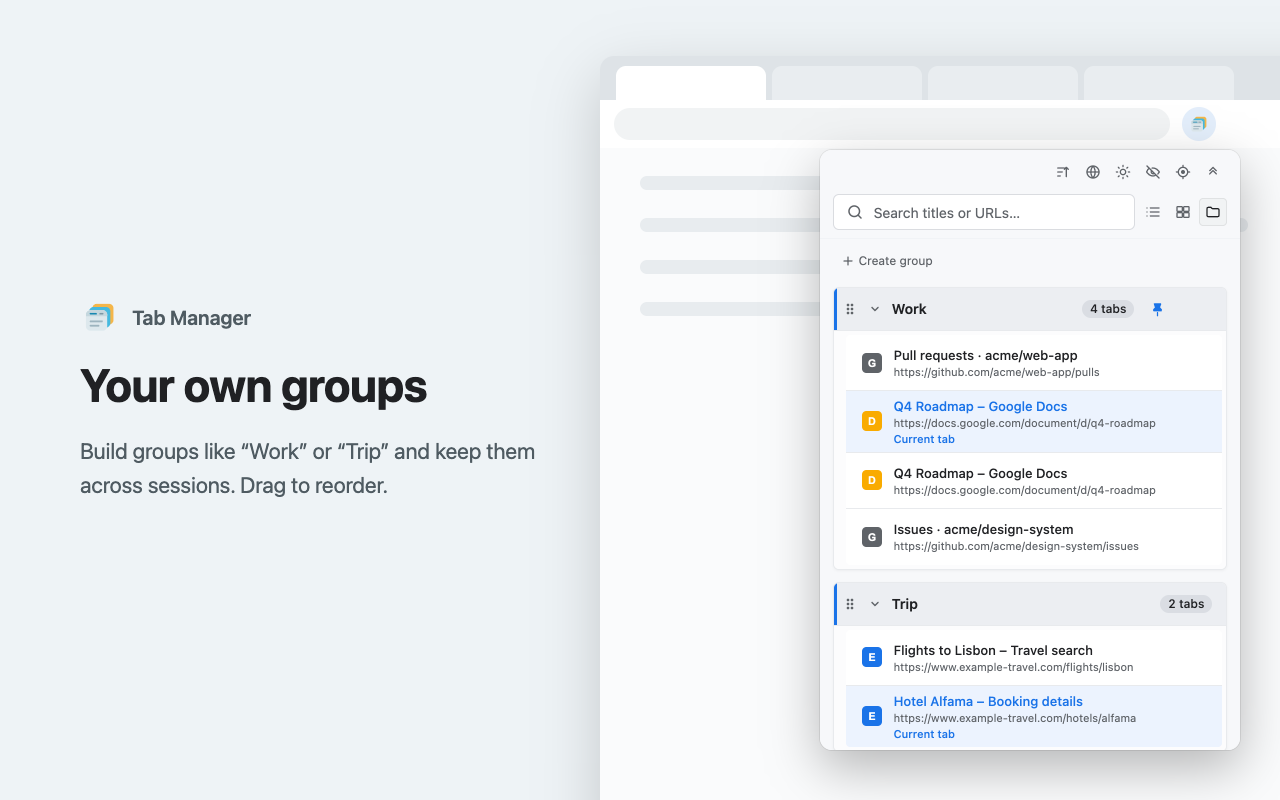 Tab Manager
Your own groups
Build groups like “Work” or “Trip” and keep them
across sessions. Drag to reorder.
Search titles or URLs...
Create group
Work
4 tabs
G
Pull requests · acme/web-app
https://github.com/acme/web-app/pulls
D
Q4 Roadmap – Google Docs
https://docs.google.com/document/d/q4-roadmap
Current tab
D
Q4 Roadmap – Google Docs
https://docs.google.com/document/d/q4-roadmap
G
Issues · acme/design-system
https://github.com/acme/design-system/issues
Trip
2 tabs
E
Flights to Lisbon – Travel search
https://www.example-travel.com/flights/lisbon
E
Hotel Alfama – Booking details
https://www.example-travel.com/hotels/alfama
Current tab